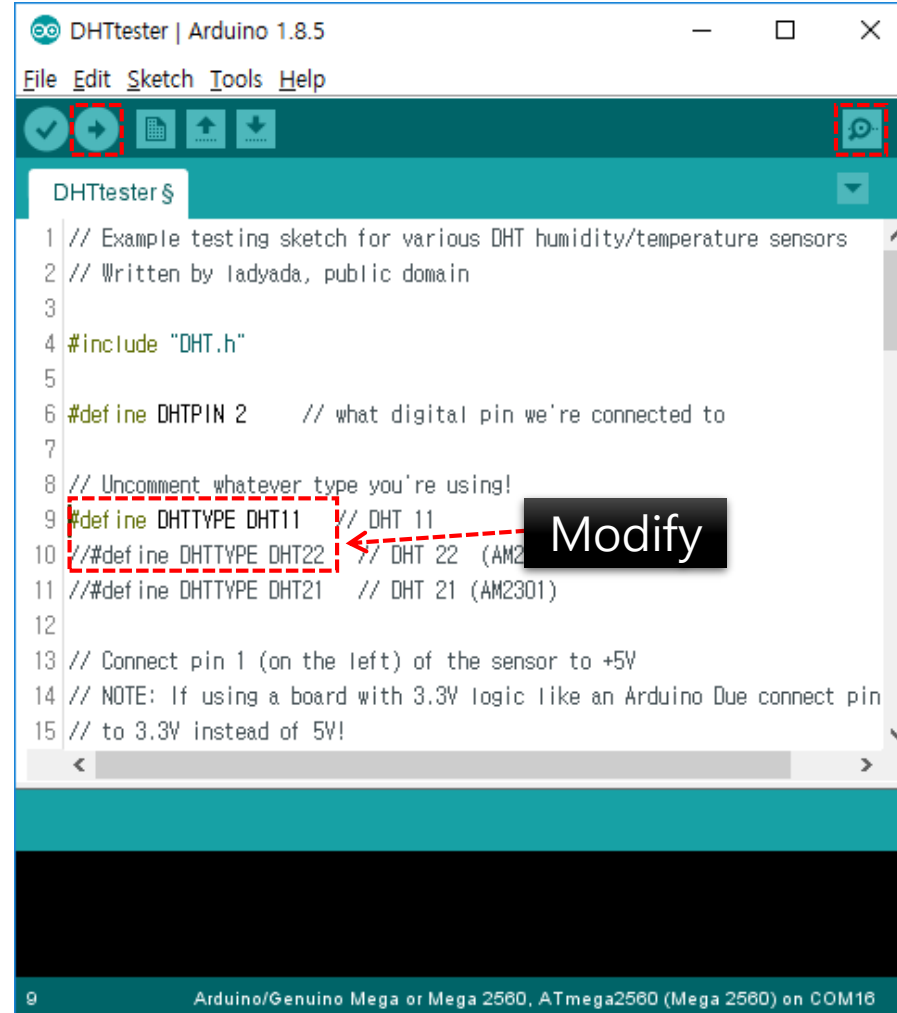 DHTtester | Arduino 1.8.5
File Edit Sketch Tools Help
DHTtester §
1 // Example testing sketch for various DHT humidity/temperature sensors
2 // Written by ladyada, public domain
3
4 #include "DHT.h"
5
6 #define DHTPIN 2 // what digital pin we're connected to
7
8 // Uncomment whatever type you're using!
9 #define DHTTYPE DHT11 // DHT 11
10 //#define DHTTYPE DHT22 // DHT 22 (AM2
Modify
11 //#define DHTTYPE DHT21 // DHT 21 (AM2301)
12
13 // Connect pin 1 (on the left) of the sensor to +5V
14 // NOTE: If using a board with 3.3V logic like an Arduino Due connect pin
15 // to 3.3V instead of 5V!
9 Arduino/Genuino Mega or Mega 2560, ATmega2560 (Mega 2560) on COM16